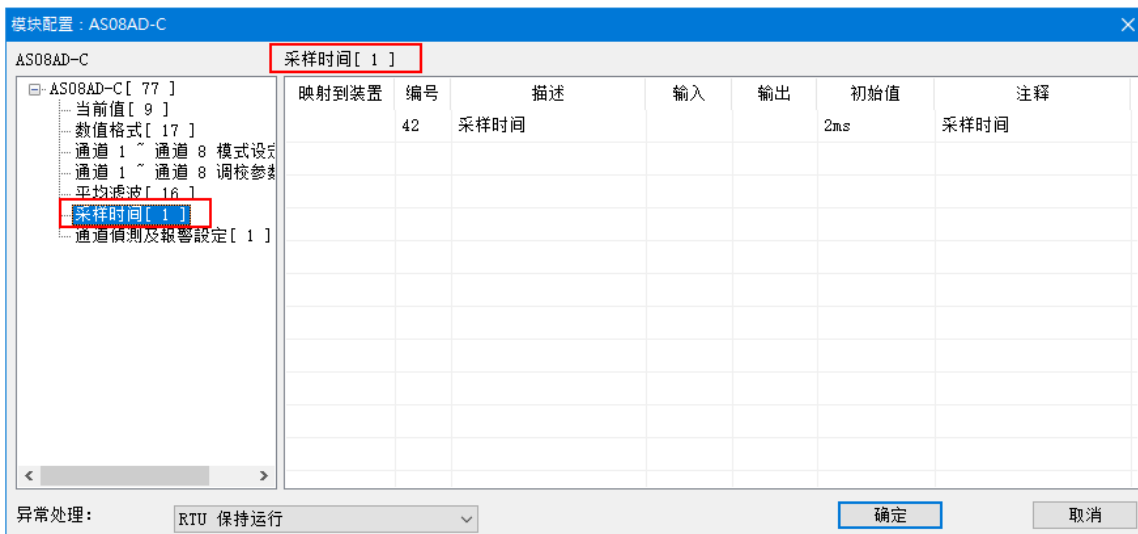 模块配置：AS08AD-C
AS08AD-C
采样时间[ 1 ]
AS08AD-C[ 77 ]
当前值[ 9 ]
数值格式[ 17 ]
通道 1 ~ 通道 8 模式设定
通道 1 ~ 通道 8 调校参数
平均滤波[ 16 ]
采样时间[ 1 ]
通道偵測及報警設定[ 1 ]
映射到装置 编号 描述 输入 输出 初始值 注释
42 采样时间 2ms 采样时间
异常处理: RTU 保持运行 确定 取消